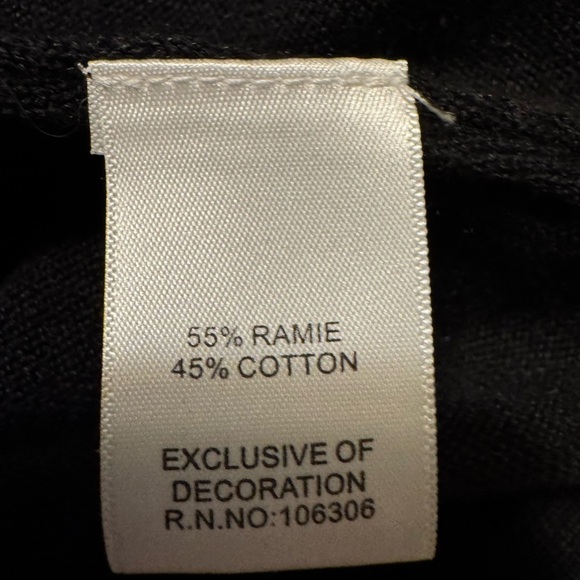 55% RAMIE
45% COTTON
EXCLUSIVE OF
DECORATION
R.N.NO:106306